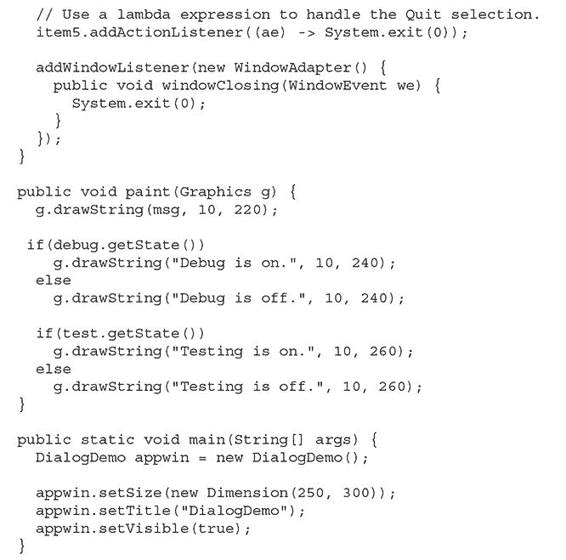 // Use a lambda expression to handle the Quit selection.
item5.addActionListener((ae) -> System.exit(0));
addWindowListener(new WindowAdapter() {
public void windowClosing(WindowEvent we) {
System.exit(0);
}
});
}
public void paint(Graphics g) {
g.drawString(msg, 10, 220);
if(debug.getState())
g.drawString("Debug is on.", 10, 240);
else
g.drawString("Debug is off.", 10, 240);
if(test.getState())
g.drawString("Testing is on.", 10, 260);
else
g.drawString("Testing is off.", 10, 260);
}
public static void main(String[] args) {
DialogDemo appwin = new DialogDemo();
appwin.setSize(new Dimension(250, 300));
appwin.setTitle("DialogDemo");
appwin.setVisible(true);
}